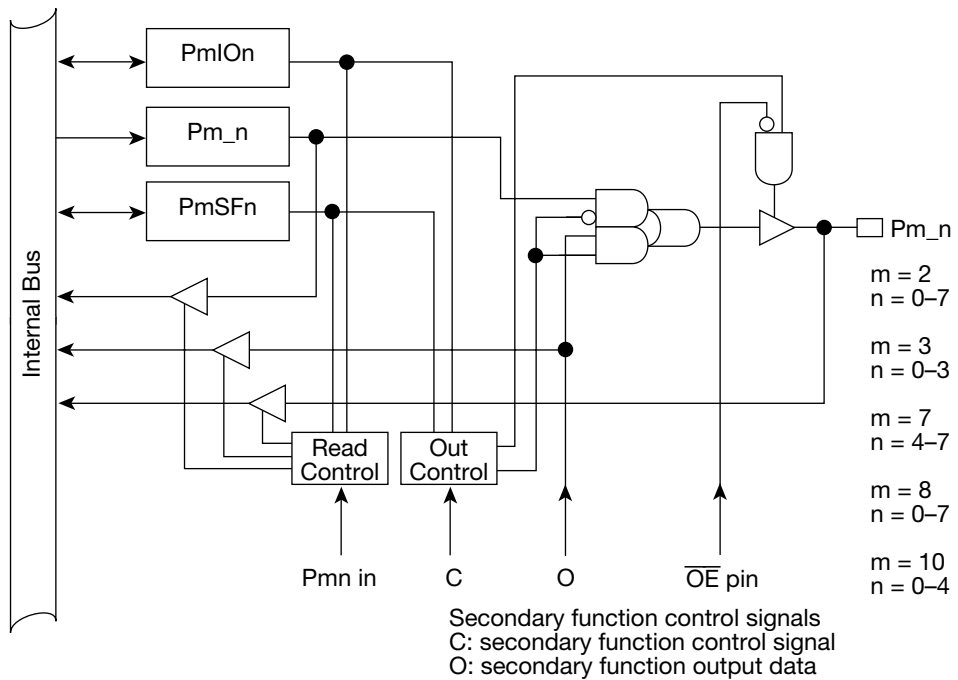 PmIOn
Pm_n
PmSFn
Internal Bus
Pm_n
m = 2
n = 0–7
m = 3
n = 0–3
m = 7
n = 4–7
m = 8
n = 0–7
m = 10
n = 0–4
Read
Control
Out
Control
Pmn in
C
O
O̅E̅ pin
Secondary function control signals
C: secondary function control signal
O: secondary function output data